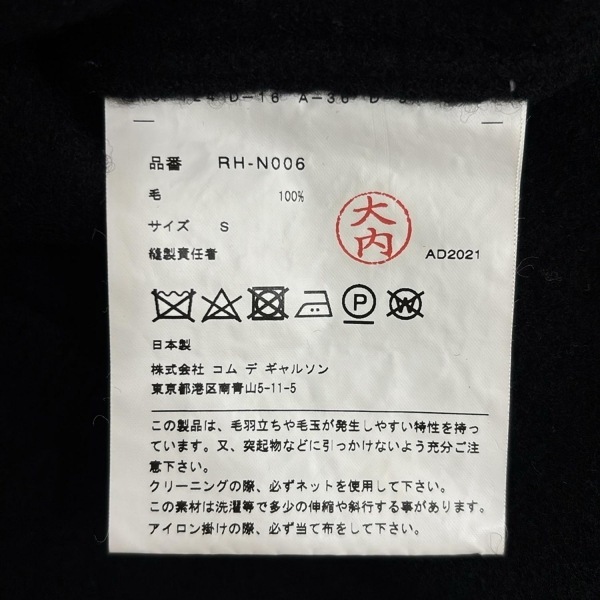 品番 RH-N006
毛 100%
サイズ S
縫製責任者 大内 AD2021
P W
日本製
株式会社 コム デ ギャルソン
東京都港区南青山5-11-5
この製品は、毛羽立ちや毛玉が発生しやすい特性を持っ
ています。又、突起物などに引っかけないよう充分ご注
意下さい。
クリーニングの際、必ずネットを使用して下さい。
この素材は洗濯等で多少の伸縮や斜行する事があります。
アイロン掛けの際、必ず当て布をして下さい。